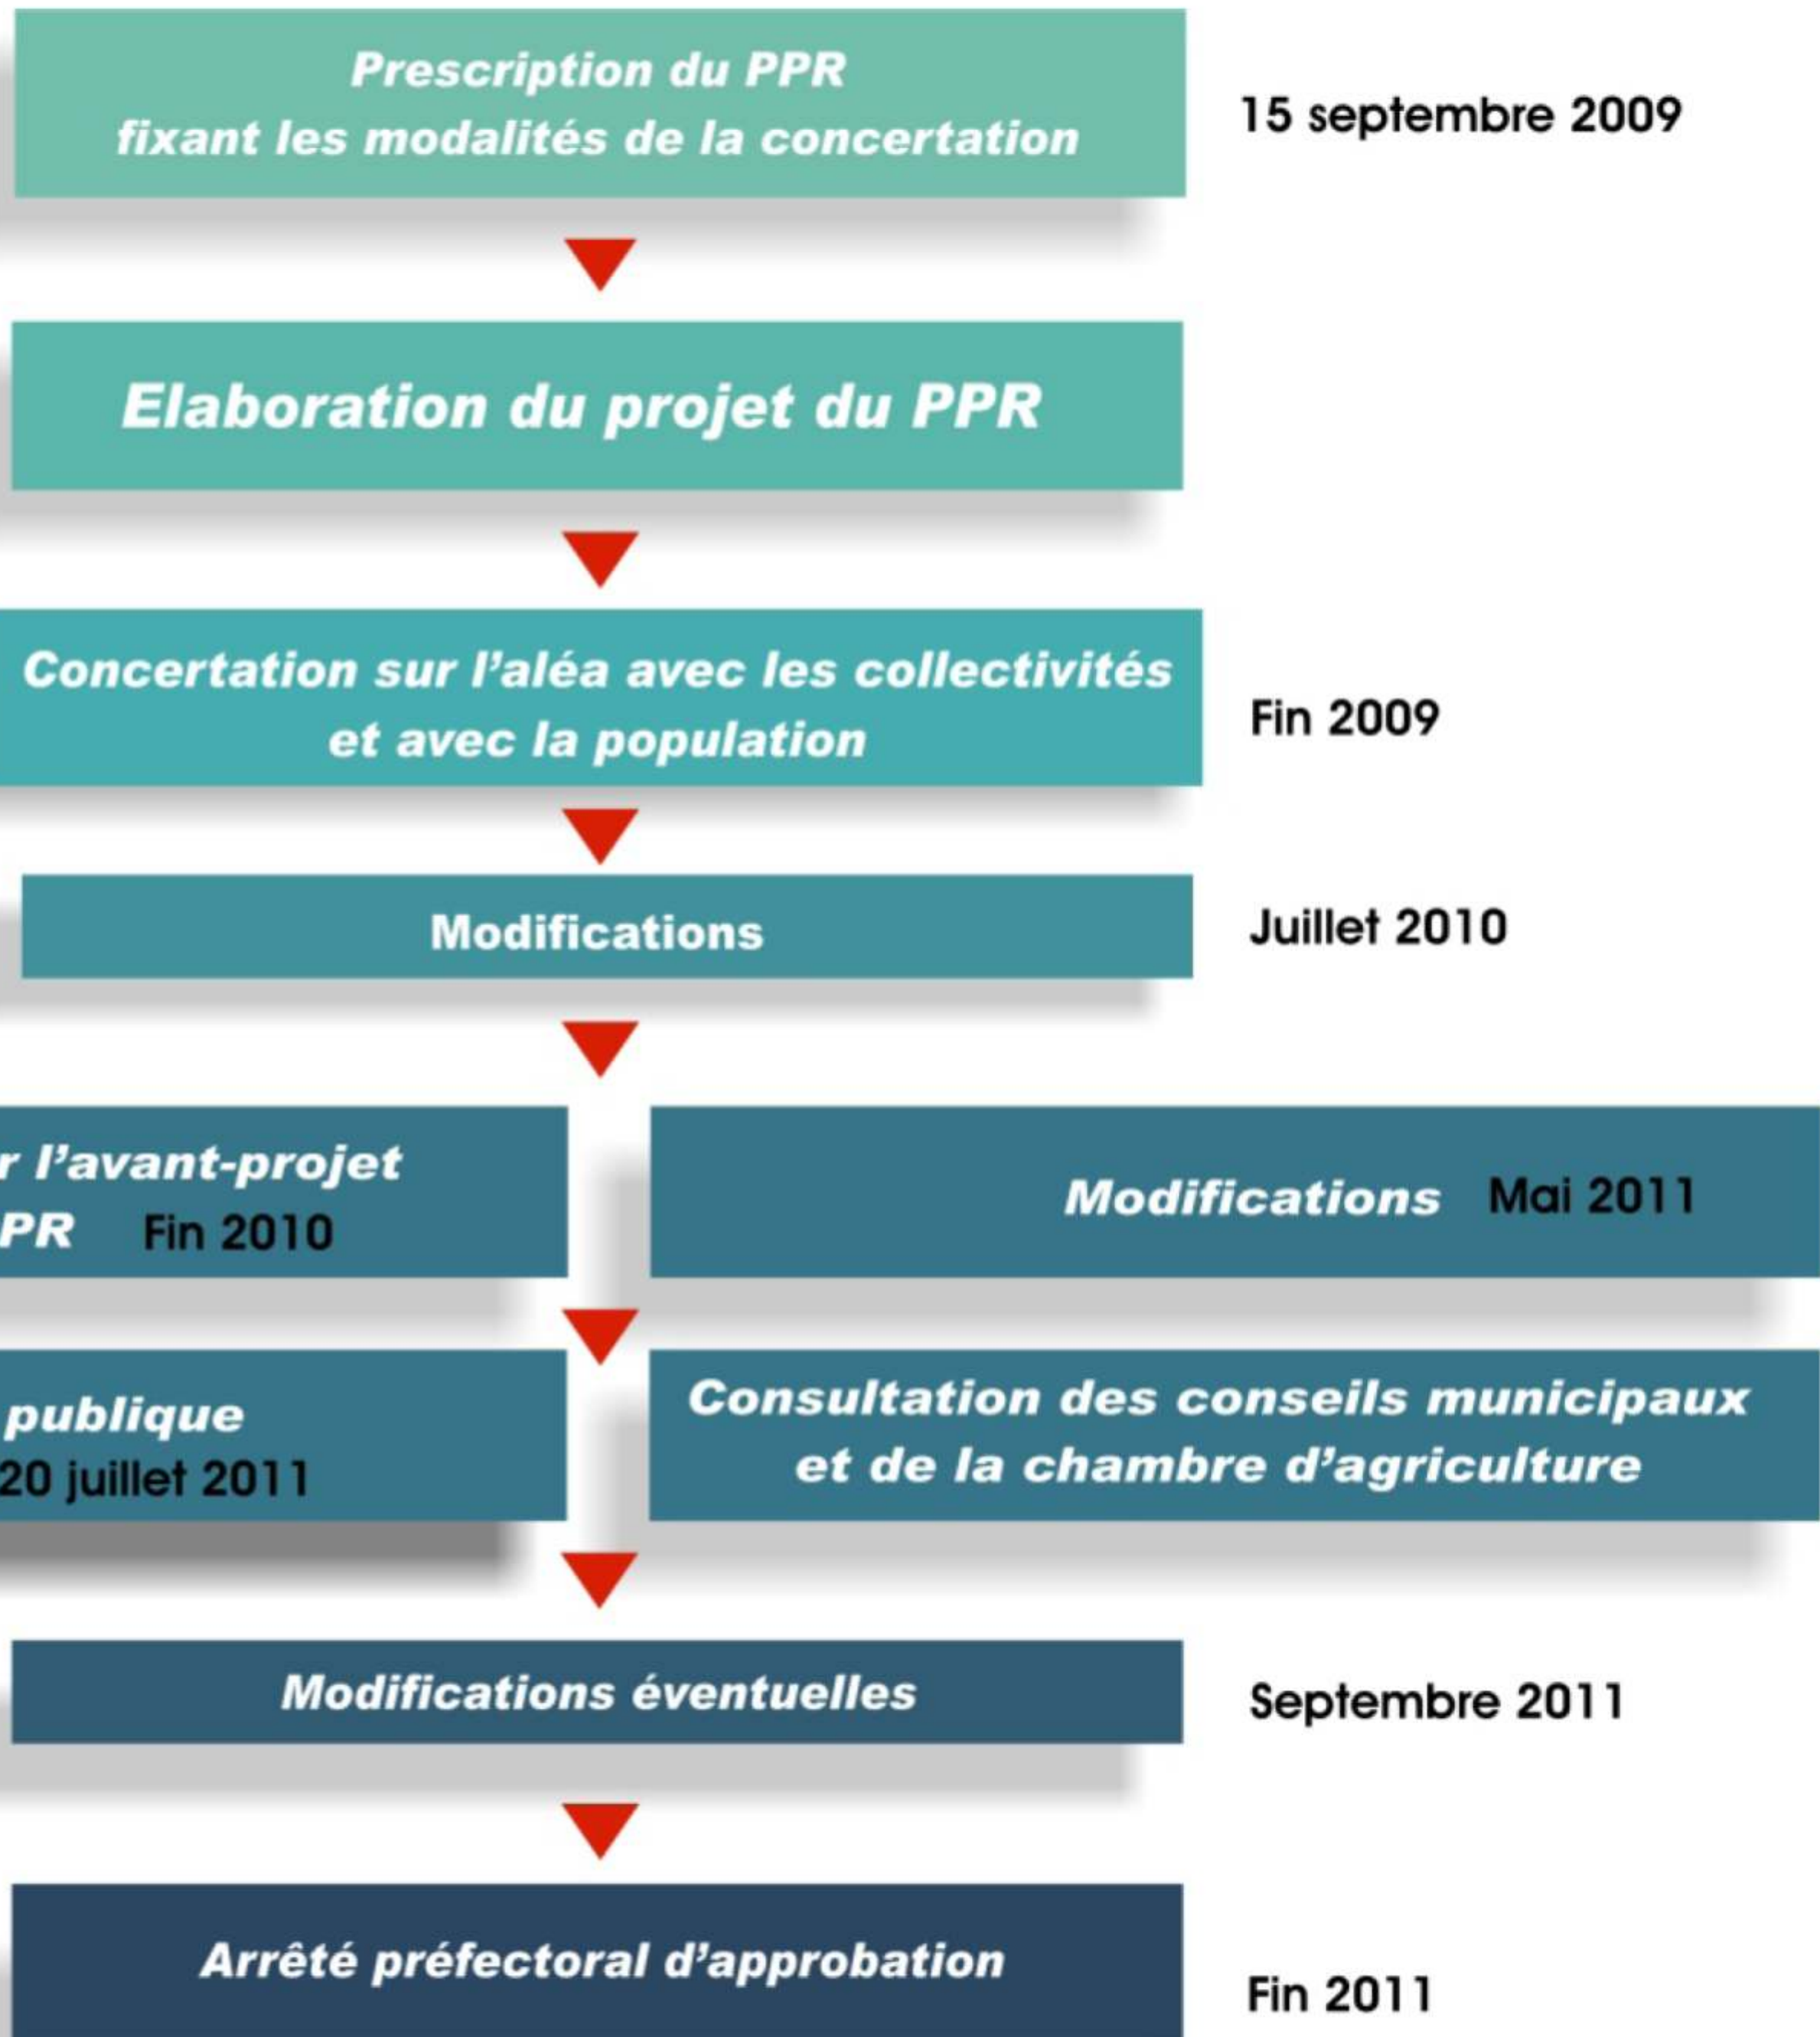 Prescription du PPR
fixant les modalités de la concertation
15 septembre 2009
Elaboration du projet du PPR
Concertation sur l'aléa avec les collectivités
et avec la population
Fin 2009
Modifications
Juillet 2010
l'avant-projet
PR Fin 2010
Modifications Mai 2011
publique
20 juillet 2011
Consultation des conseils municipaux
et de la chambre d'agriculture
Modifications éventuelles
Septembre 2011
Arrêté préfectoral d'approbation
Fin 2011